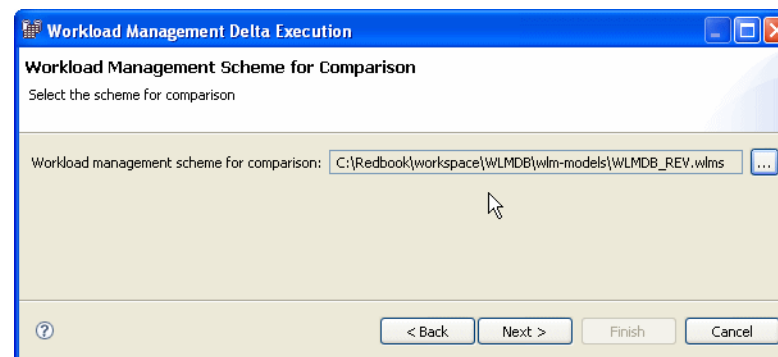 Workload Management Delta Execution
Workload Management Scheme for Comparison
Select the scheme for comparison
Workload management scheme for comparison: C:\Redbook\workspace\WLMDB\wlm-models\WLMDB_REV.wlms ...
? < Back Next > Finish Cancel